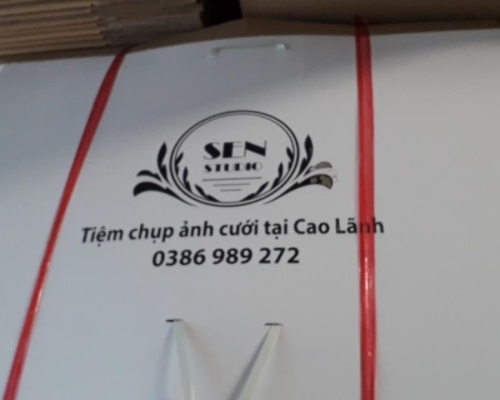 SEN
STUDIO
Tiệm chụp ảnh cưới tại Cao Lãnh
0386 989 272